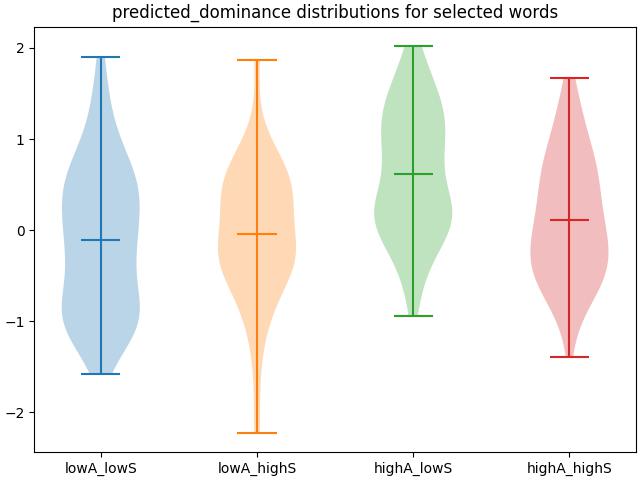 predicted_dominance distributions for selected words
2
1
0
−1
−2
lowA_lowS lowA_highS highA_lowS highA_highS